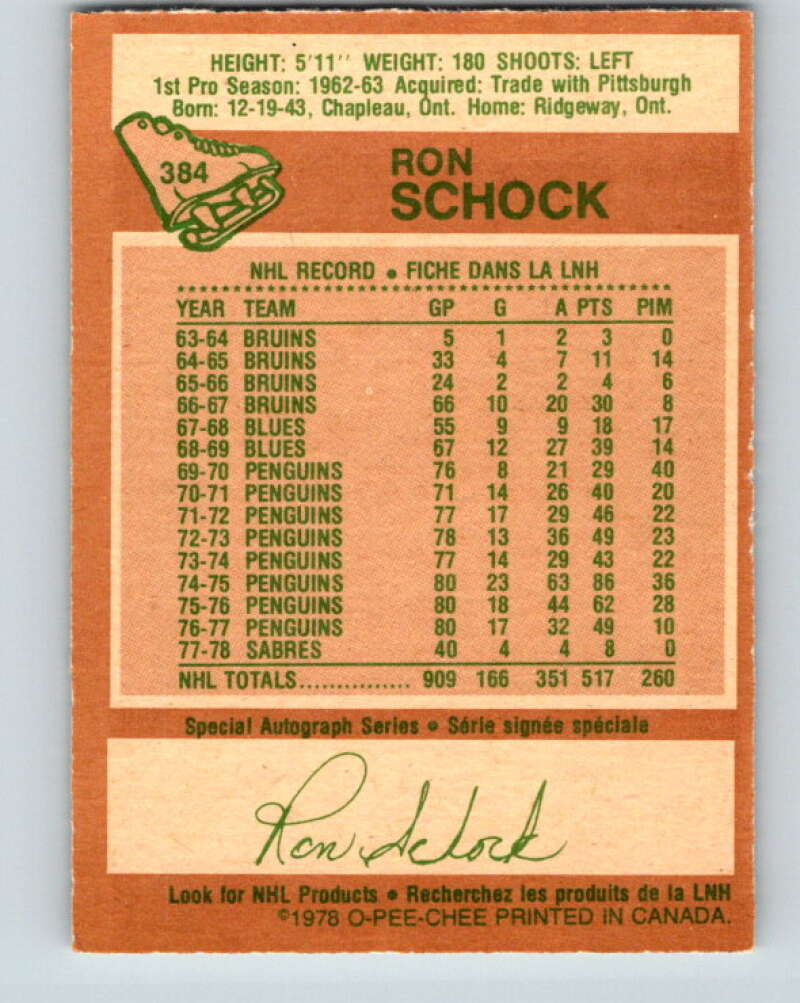 HEIGHT: 5'11'' WEIGHT: 180 SHOOTS: LEFT
1st Pro Season: 1962-63 Acquired: Trade with Pittsburgh
Born: 12-19-43, Chapleau, Ont. Home: Ridgeway, Ont.
384
RON
SCHOCK
NHL RECORD • FICHE DANS LA LNH
YEAR TEAM GP G A PTS PIM
63-64 BRUINS 5 1 2 3 0
64-65 BRUINS 33 4 7 11 14
65-66 BRUINS 24 2 2 4 6
66-67 BRUINS 66 10 20 30 8
67-68 BLUES 55 9 9 18 17
68-69 BLUES 67 12 27 39 14
69-70 PENGUINS 76 8 21 29 40
70-71 PENGUINS 71 14 26 40 20
71-72 PENGUINS 77 17 29 46 22
72-73 PENGUINS 78 13 36 49 23
73-74 PENGUINS 77 14 29 43 22
74-75 PENGUINS 80 23 63 86 36
75-76 PENGUINS 80 18 44 62 28
76-77 PENGUINS 80 17 32 49 10
77-78 SABRES 40 4 4 8 0
NHL TOTALS............... 909 166 351 517 260
Special Autograph Series • Série signée spéciale
Ron Schock
Look for NHL Products • Recherchez les produits de la LNH
©1978 O-PEE-CHEE PRINTED IN CANADA.